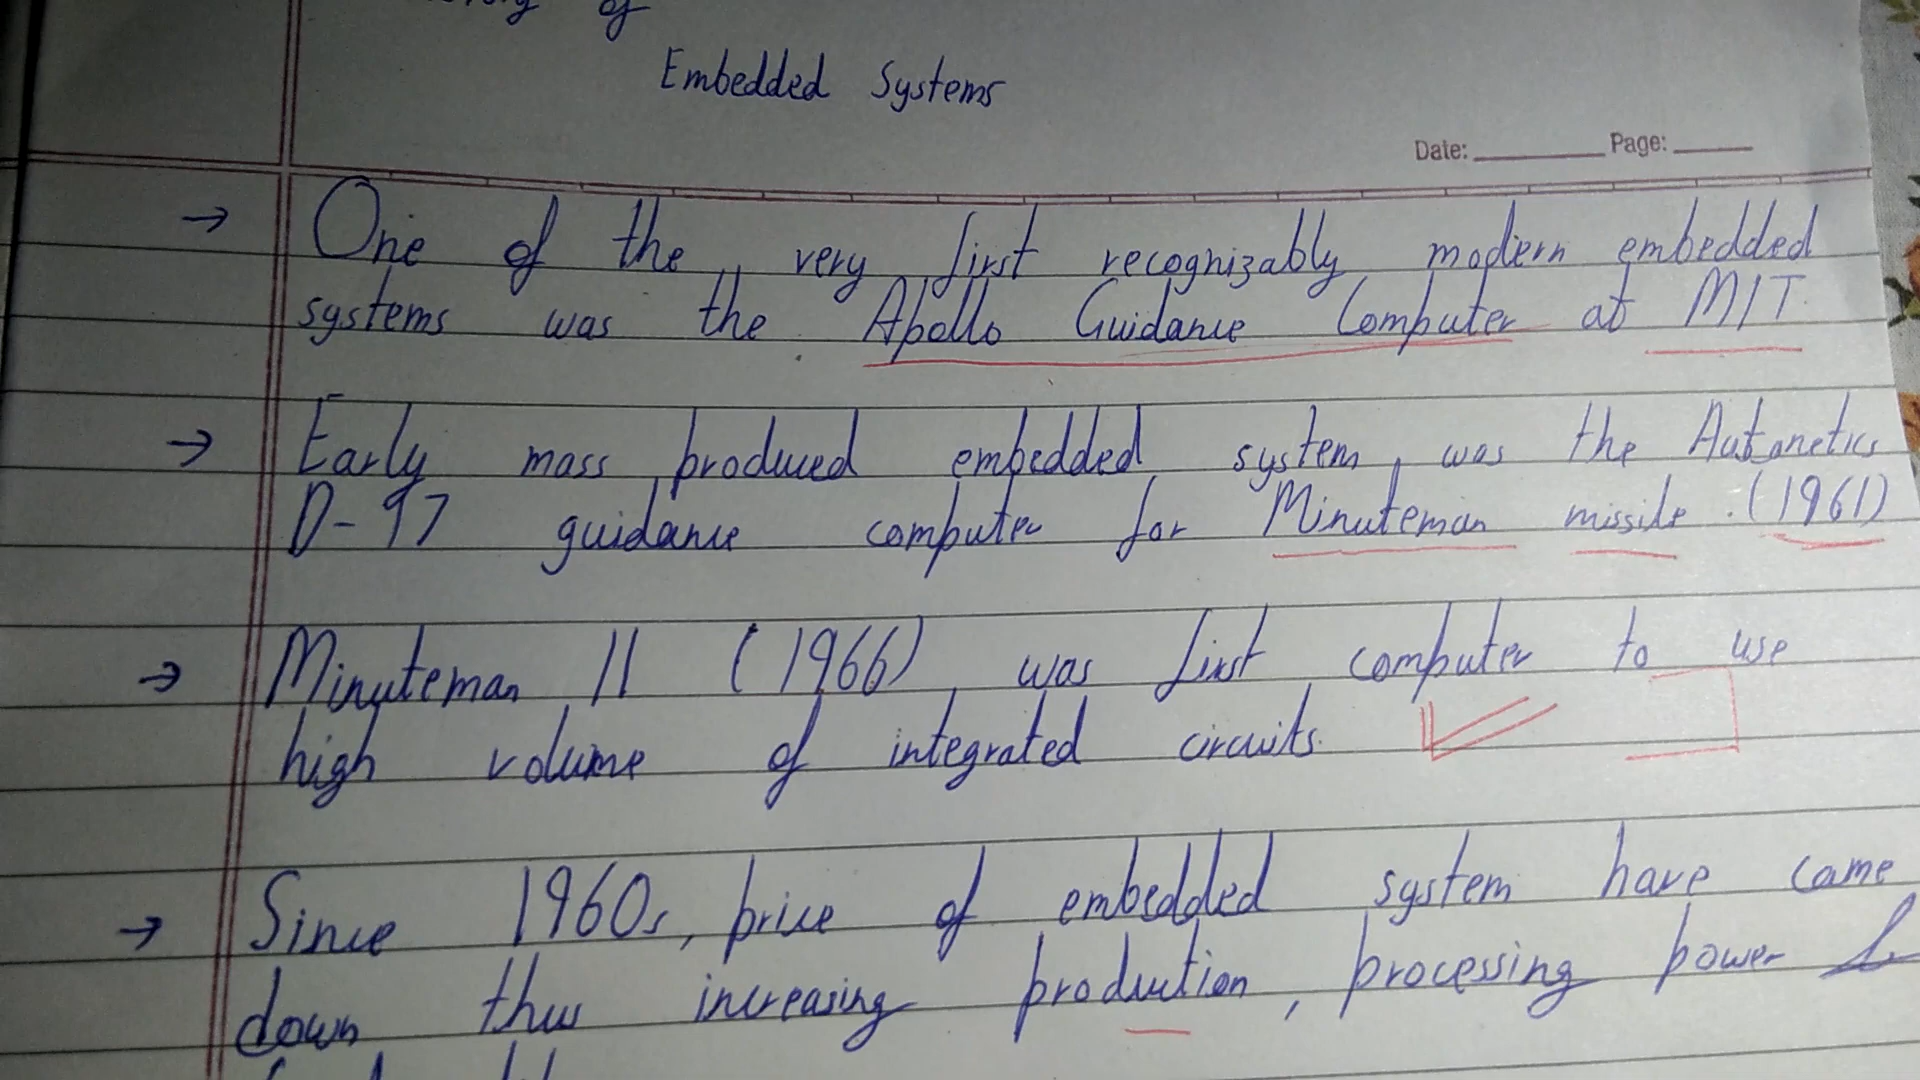 of
Embedded Systems
Date: Page:
→ One of the very first recognizably modern embedded
systems was the Apollo Guidance Computer at MIT
→ Early mass produced embedded system, was the Autonetics
D-97 guidance computer for Minuteman missile. (1961)
→ Minuteman II (1966), was first computer to use
high volume of integrated circuits.
→ Since 1960s, price of embedded system have came
down thus increasing production, processing power &